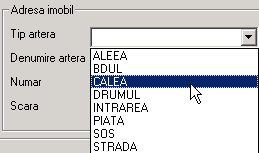 Adresa imobil
Tip artera
Denumire artera
Numar
Scara
ALEEA
BDUL
CALEA
DRUMUL
INTRAREA
PIATA
SOS
STRADA